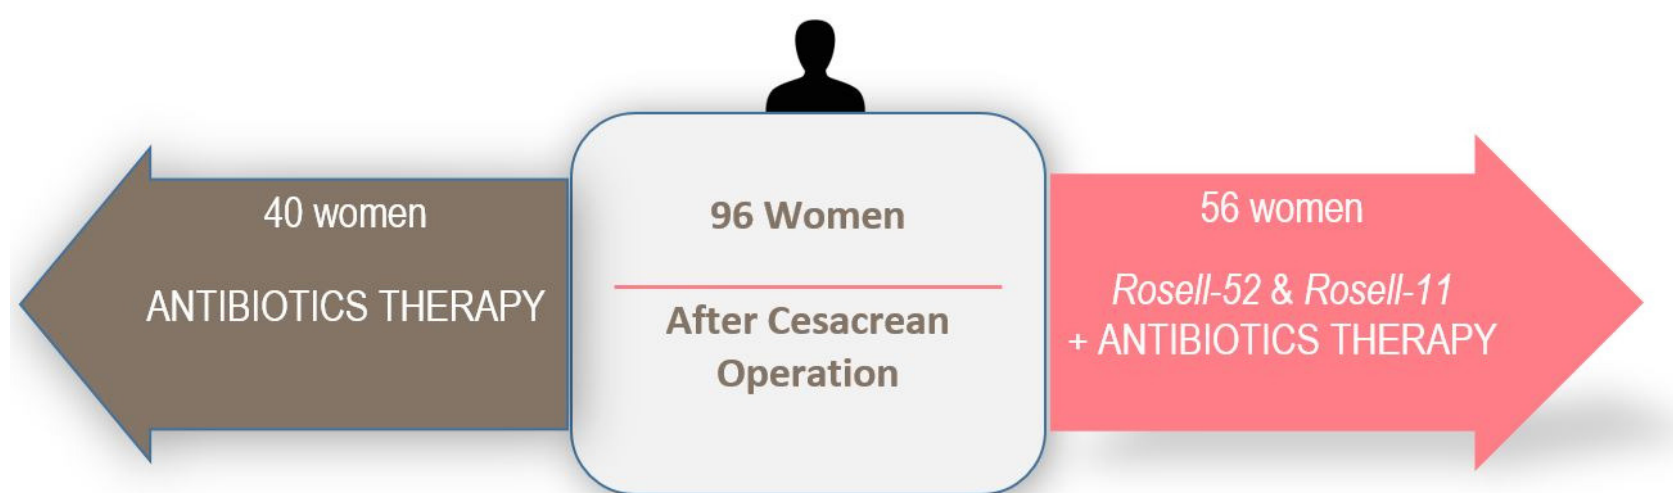 40 women
ANTIBIOTICS THERAPY
96 Women
After Cesacrean
Operation
56 women
Rosell-52 & Rosell-11
+ ANTIBIOTICS THERAPY